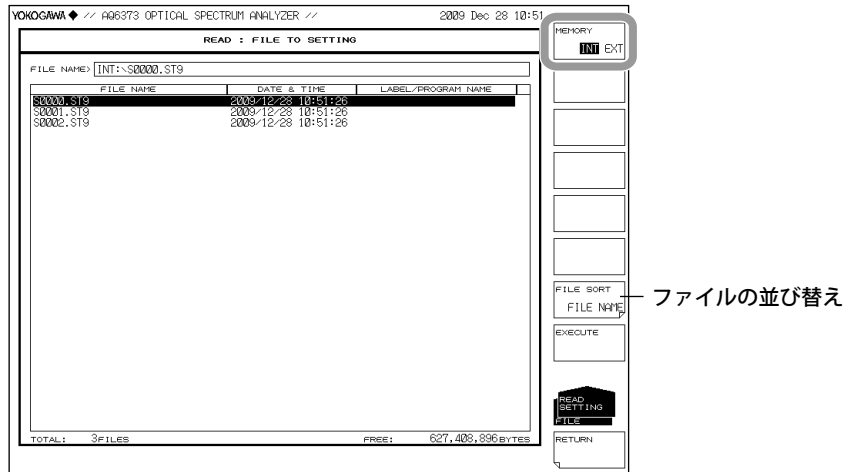 YOKOGAWA ◆ // AQ6373 OPTICAL SPECTRUM ANALYZER // 2009 Dec 28 10:51
READ : FILE TO SETTING
FILE NAME> INT:\S0000.ST9
FILE NAME DATE & TIME LABEL/PROGRAM NAME
S0000.ST9 2009/12/28 10:51:26
S0001.ST9 2009/12/28 10:51:26
S0002.ST9 2009/12/28 10:51:26
TOTAL: 3FILES FREE: 627,408,896BYTES
MEMORY
INT EXT
FILE SORT
FILE NAME
ファイルの並び替え
EXECUTE
READ
SETTING
FILE
RETURN